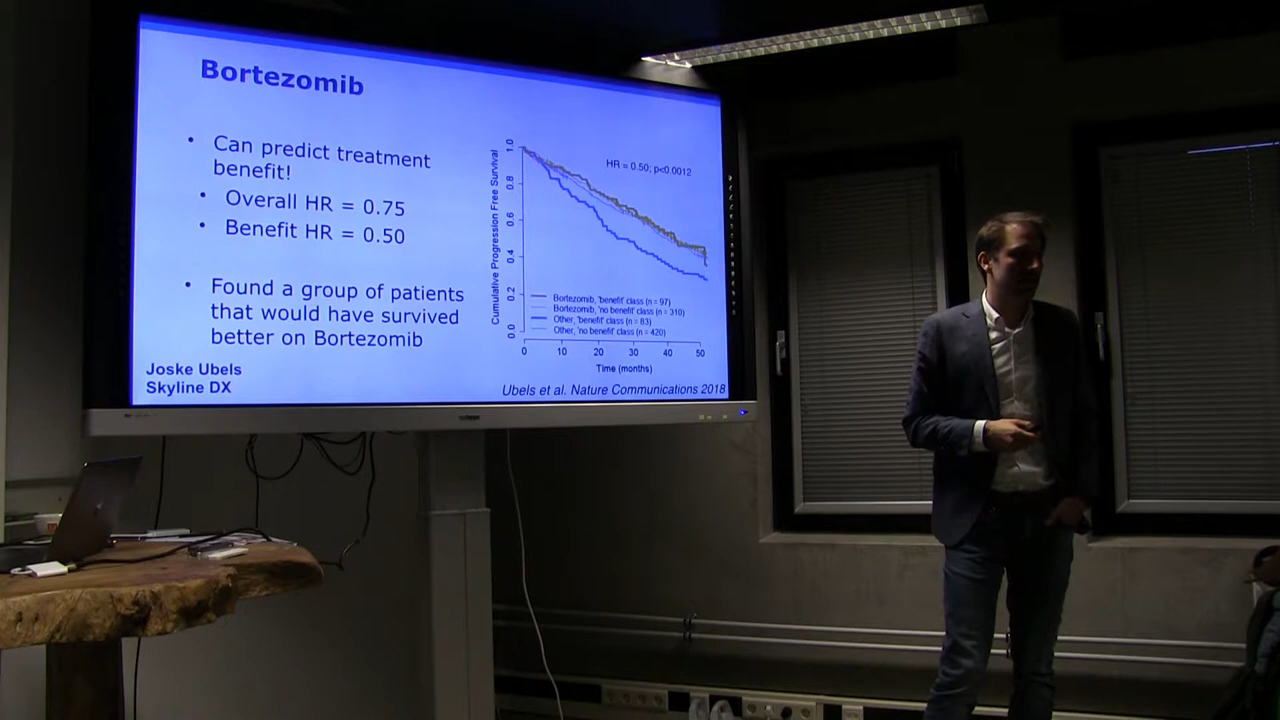 Bortezomib
• Can predict treatment
benefit!
• Overall HR = 0.75
• Benefit HR = 0.50
• Found a group of patients
that would have survived
better on Bortezomib
Joske Ubels
Skyline DX
Cumulative Progression Free Survival
1.0
0.8
0.6
0.4
0.2
0.0
HR = 0.50; p<0.0012
Bortezomib, 'benefit' class (n = 97)
Bortezomib, 'no benefit' class (n = 310)
Other, 'benefit' class (n = 83)
Other, 'no benefit' class (n = 420)
0 10 20 30 40 50
Time (months)
Ubels et al. Nature Communications 2018